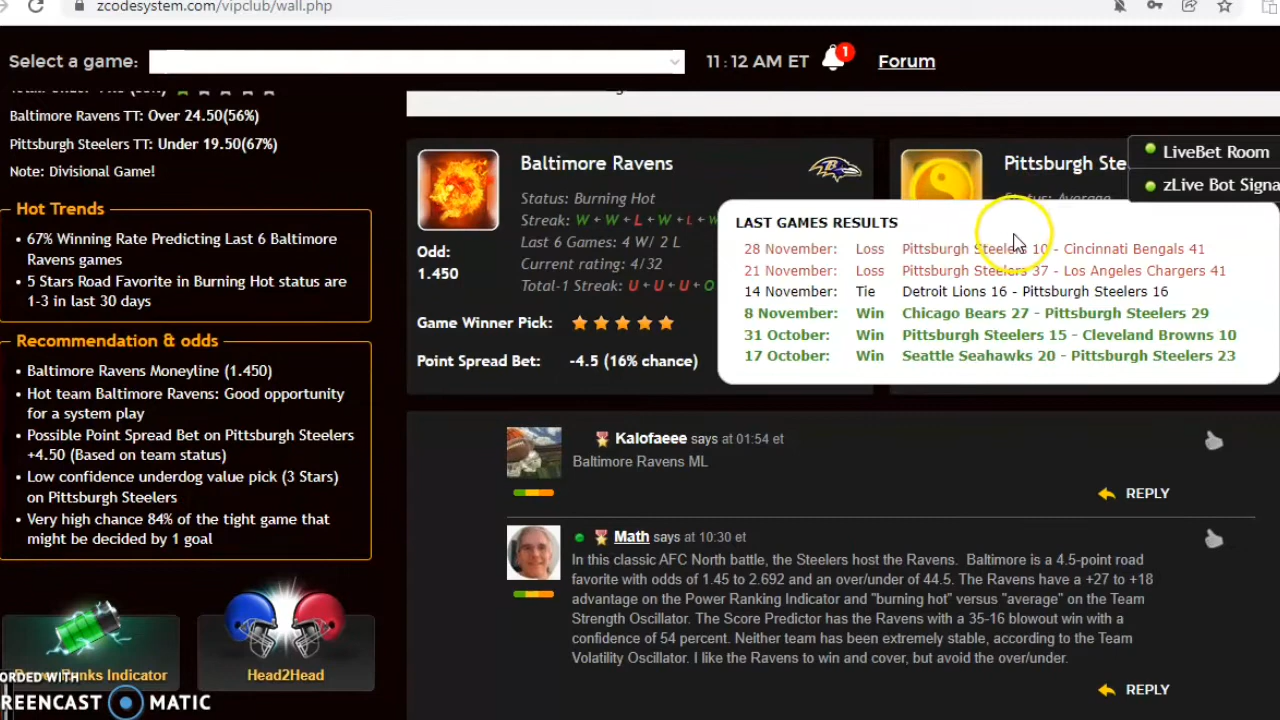 zcodesystem.com/vipclub/wall.php
Select a game:
11:12 AM ET
1
Forum
Baltimore Ravens TT: Over 24.50(56%)
Pittsburgh Steelers TT: Under 19.50(67%)
Note: Divisional Game!
Hot Trends
• 67% Winning Rate Predicting Last 6 Baltimore
Ravens games
• 5 Stars Road Favorite in Burning Hot status are
1-3 in last 30 days
Recommendation & odds
• Baltimore Ravens Moneyline (1.450)
• Hot team Baltimore Ravens: Good opportunity
for a system play
• Possible Point Spread Bet on Pittsburgh Steelers
+4.50 (Based on team status)
• Low confidence underdog value pick (3 Stars)
on Pittsburgh Steelers
• Very high chance 84% of the tight game that
might be decided by 1 goal
Ranks Indicator
Head2Head
ORDED WITH
REENCAST MATIC
Baltimore Ravens
Status: Burning Hot
Streak: W W L W L W
Last 6 Games: 4 W/ 2 L
Current rating: 4/32
Total-1 Streak: U U U O
Odd:
1.450
Game Winner Pick:
Point Spread Bet: -4.5 (16% chance)
Pittsburgh Ste
Status: Average
LiveBet Room
zLive Bot Signa
LAST GAMES RESULTS
28 November: Loss Pittsburgh Steelers 10 - Cincinnati Bengals 41
21 November: Loss Pittsburgh Steelers 37 - Los Angeles Chargers 41
14 November: Tie Detroit Lions 16 - Pittsburgh Steelers 16
8 November: Win Chicago Bears 27 - Pittsburgh Steelers 29
31 October: Win Pittsburgh Steelers 15 - Cleveland Browns 10
17 October: Win Seattle Seahawks 20 - Pittsburgh Steelers 23
Kalofaeee says at 01:54 et
Baltimore Ravens ML
REPLY
Math says at 10:30 et
In this classic AFC North battle, the Steelers host the Ravens. Baltimore is a 4.5-point road
favorite with odds of 1.45 to 2.692 and an over/under of 44.5. The Ravens have a +27 to +18
advantage on the Power Ranking Indicator and "burning hot" versus "average" on the Team
Strength Oscillator. The Score Predictor has the Ravens with a 35-16 blowout win with a
confidence of 54 percent. Neither team has been extremely stable, according to the Team
Volatility Oscillator. I like the Ravens to win and cover, but avoid the over/under.
REPLY